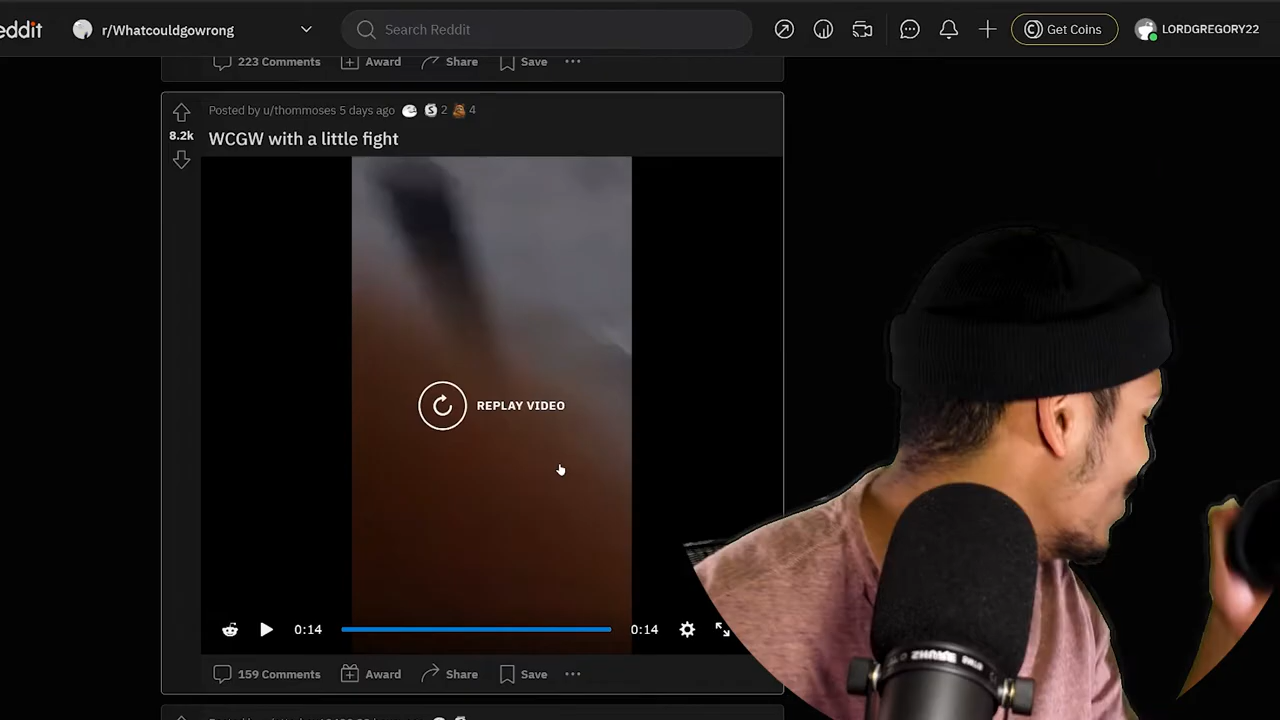 eddit r/Whatcouldgowrong Search Reddit Get Coins LORDGREGORY22
223 Comments Award Share Save
Posted by u/thommoses 5 days ago 2 4
8.2k
WCGW with a little fight
REPLAY VIDEO
0:14 0:14
159 Comments Award Share Save